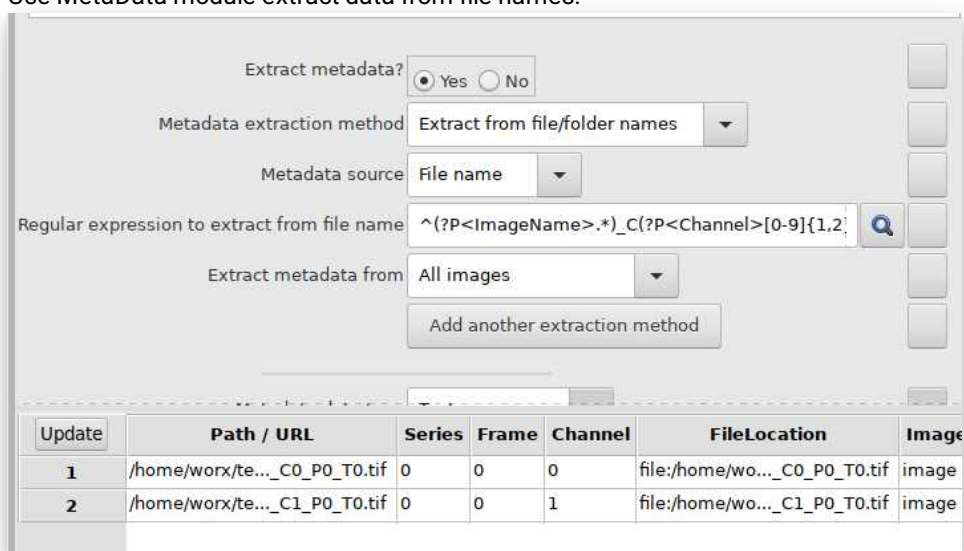 Use MetaData module extract data from file names.
Extract metadata? Yes No
Metadata extraction method Extract from file/folder names
Metadata source File name
Regular expression to extract from file name ^(?P<ImageName>.*)_C(?P<Channel>[0-9]{1,2}
Extract metadata from All images
Add another extraction method
Update Path / URL Series Frame Channel FileLocation Image
1 /home/worx/te..._C0_P0_T0.tif 0 0 0 file:/home/wo..._C0_P0_T0.tif image
2 /home/worx/te..._C1_P0_T0.tif 0 0 1 file:/home/wo..._C1_P0_T0.tif image